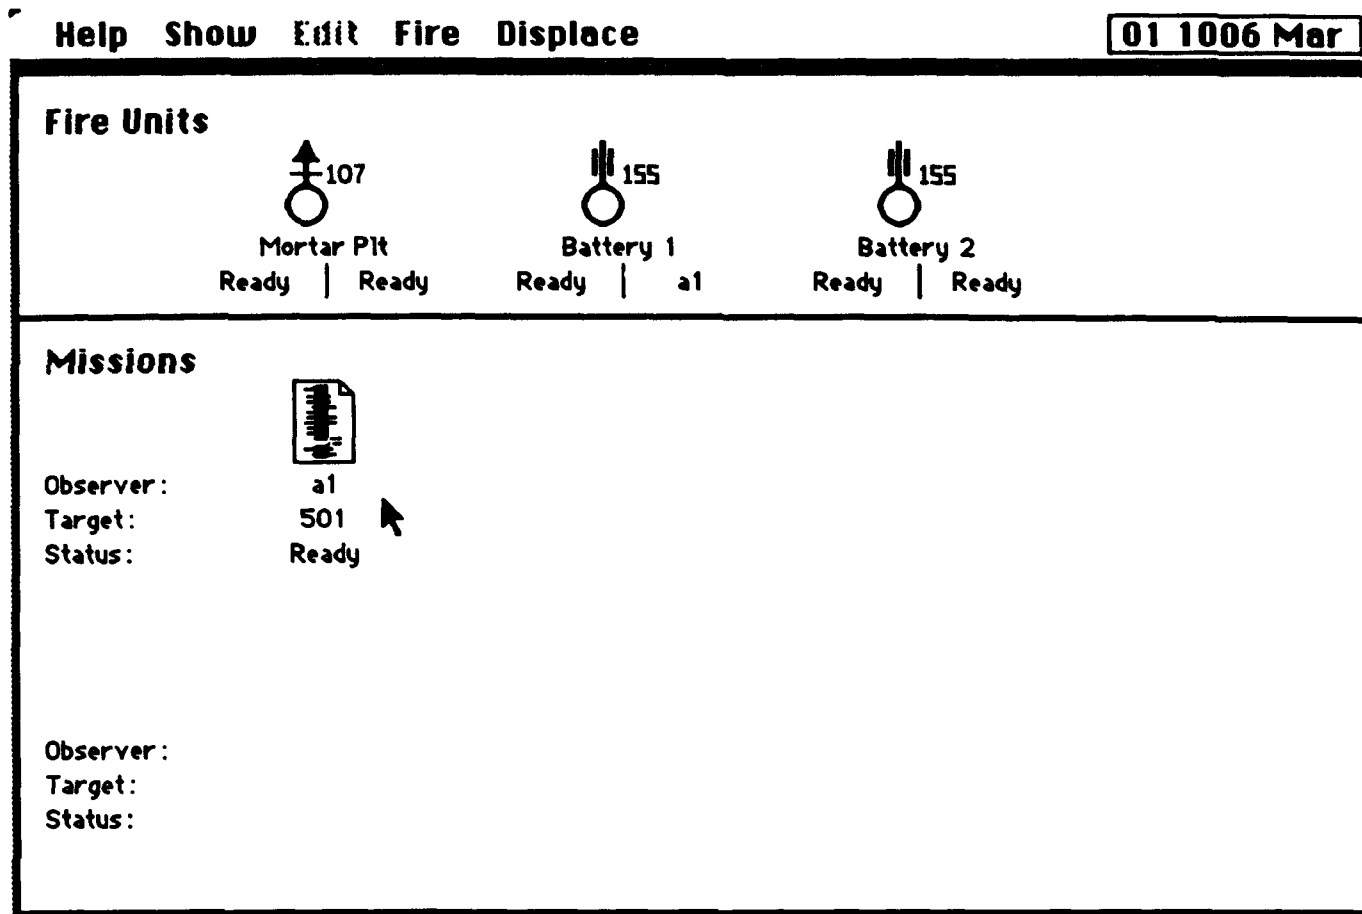 Help Show Edit Fire Displace 01 1006 Mar
Fire Units
107 155 155
Mortar Plt Battery 1 Battery 2
Ready | Ready Ready | a1 Ready | Ready
Missions
Observer: a1
Target: 501
Status: Ready
Observer:
Target:
Status: